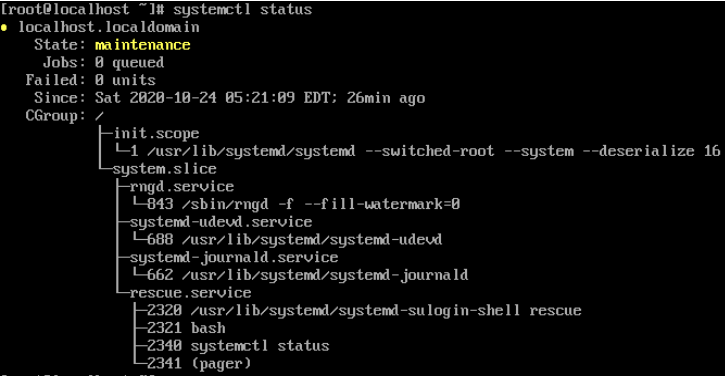 [root@localhost ~]# systemctl status
● localhost.localdomain
    State: maintenance
     Jobs: 0 queued
   Failed: 0 units
    Since: Sat 2020-10-24 05:21:09 EDT; 26min ago
   CGroup: /
           ├─init.scope
           │ └─1 /usr/lib/systemd/systemd --switched-root --system --deserialize 16
           └─system.slice
             ├─rngd.service
             │ └─843 /sbin/rngd -f --fill-watermark=0
             ├─systemd-udevd.service
             │ └─688 /usr/lib/systemd/systemd-udevd
             ├─systemd-journald.service
             │ └─662 /usr/lib/systemd/systemd-journald
             └─rescue.service
               ├─2320 /usr/lib/systemd/systemd-sulogin-shell rescue
               ├─2321 bash
               ├─2340 systemctl status
               └─2341 (pager)